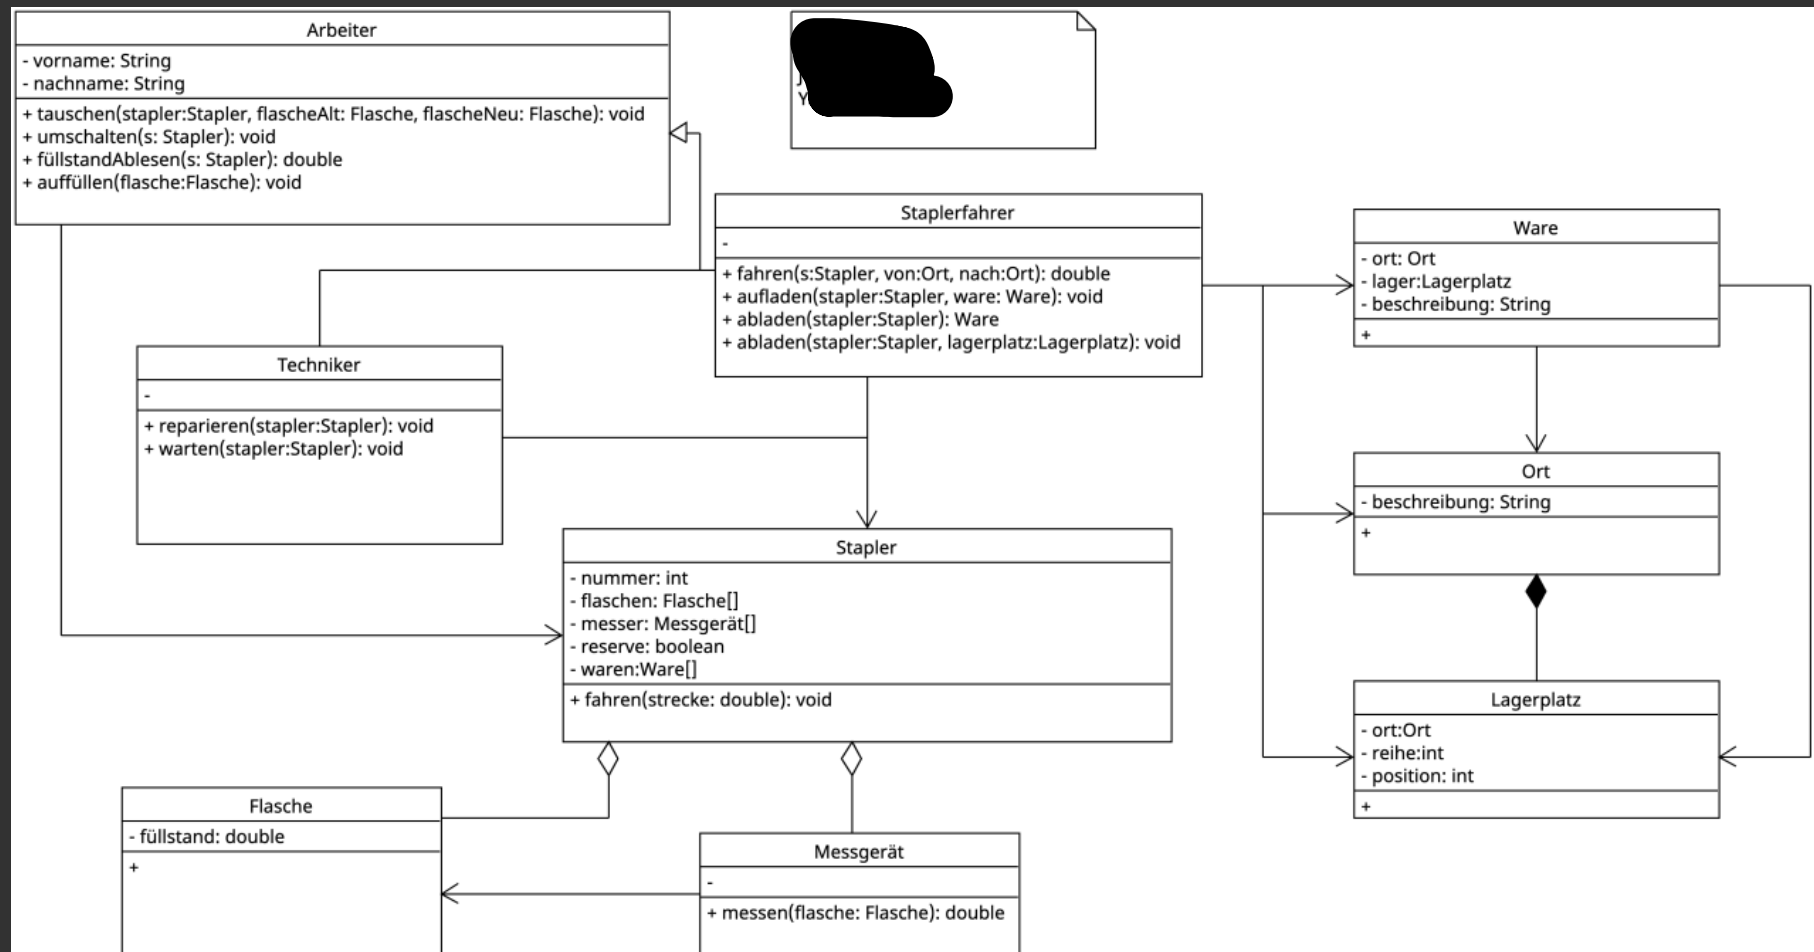 Arbeiter
- vorname: String
- nachname: String
+ tauschen(stapler:Stapler, flascheAlt: Flasche, flascheNeu: Flasche): void
+ umschalten(s: Stapler): void
+ füllstandAblesen(s: Stapler): double
+ auffüllen(flasche:Flasche): void
Staplerfahrer
-
+ fahren(s:Stapler, von:Ort, nach:Ort): double
+ aufladen(stapler:Stapler, ware: Ware): void
+ abladen(stapler:Stapler): Ware
+ abladen(stapler:Stapler, lagerplatz:Lagerplatz): void
Ware
- ort: Ort
- lager:Lagerplatz
- beschreibung: String
+
Techniker
-
+ reparieren(stapler:Stapler): void
+ warten(stapler:Stapler): void
Ort
- beschreibung: String
+
Stapler
- nummer: int
- flaschen: Flasche[]
- messer: Messgerät[]
- reserve: boolean
- waren:Ware[]
+ fahren(strecke: double): void
Lagerplatz
- ort:Ort
- reihe:int
- position: int
+
Flasche
- füllstand: double
+
Messgerät
-
+ messen(flasche: Flasche): double